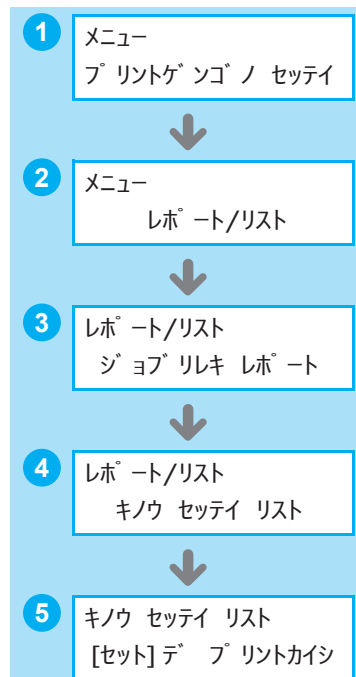 1
メニュー
プリントゲンゴノ セッテイ
2
メニュー
レポート/リスト
3
レポート/リスト
ジョブリレキ レポート
4
レポート/リスト
キノウ セッテイ リスト
5
キノウ セッテイ リスト
[セット]デ プリントカイシ